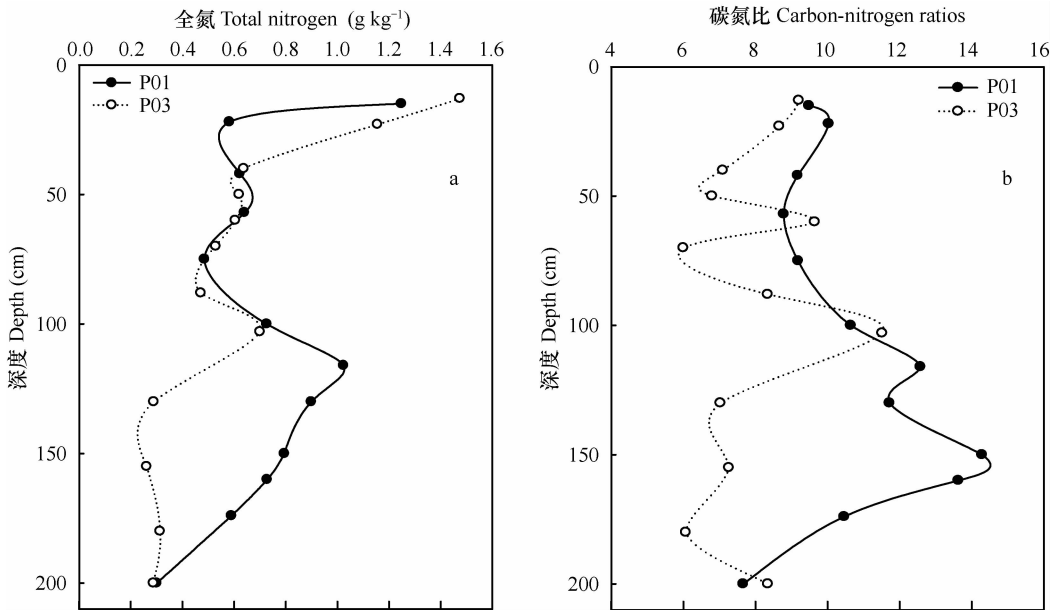 全氮 Total nitrogen (g kg⁻¹)
0.0 0.2 0.4 0.6 0.8 1.0 1.2 1.4 1.6
0
50
100
150
200
深度 Depth (cm)
P01
P03
a
碳氮比 Carbon-nitrogen ratios
4 6 8 10 12 14 16
0
50
100
150
200
深度 Depth (cm)
P01
P03
b